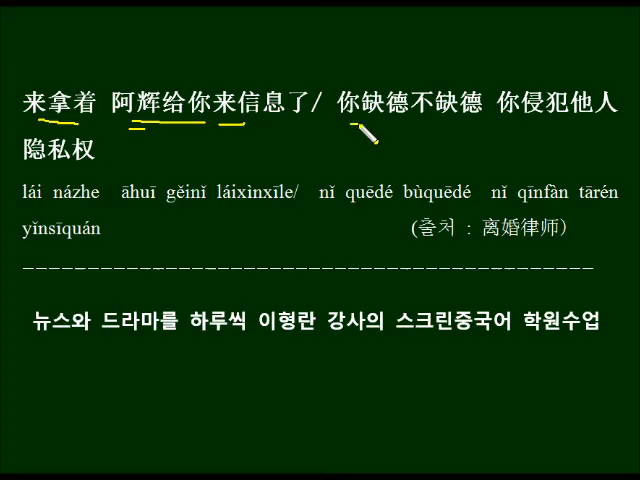 来拿着 阿辉给你来信息了/ 你缺德不缺德 你侵犯他人
隐私权
lái názhe āhuī gěinǐ láixìnxīle/ nǐ quēdé bùquēdé nǐ qīnfàn tārén
yǐnsīquán (출처 : 离婚律师)
________________________________________________
뉴스와 드라마를 하루씩 이형란 강사의 스크린중국어 학원수업